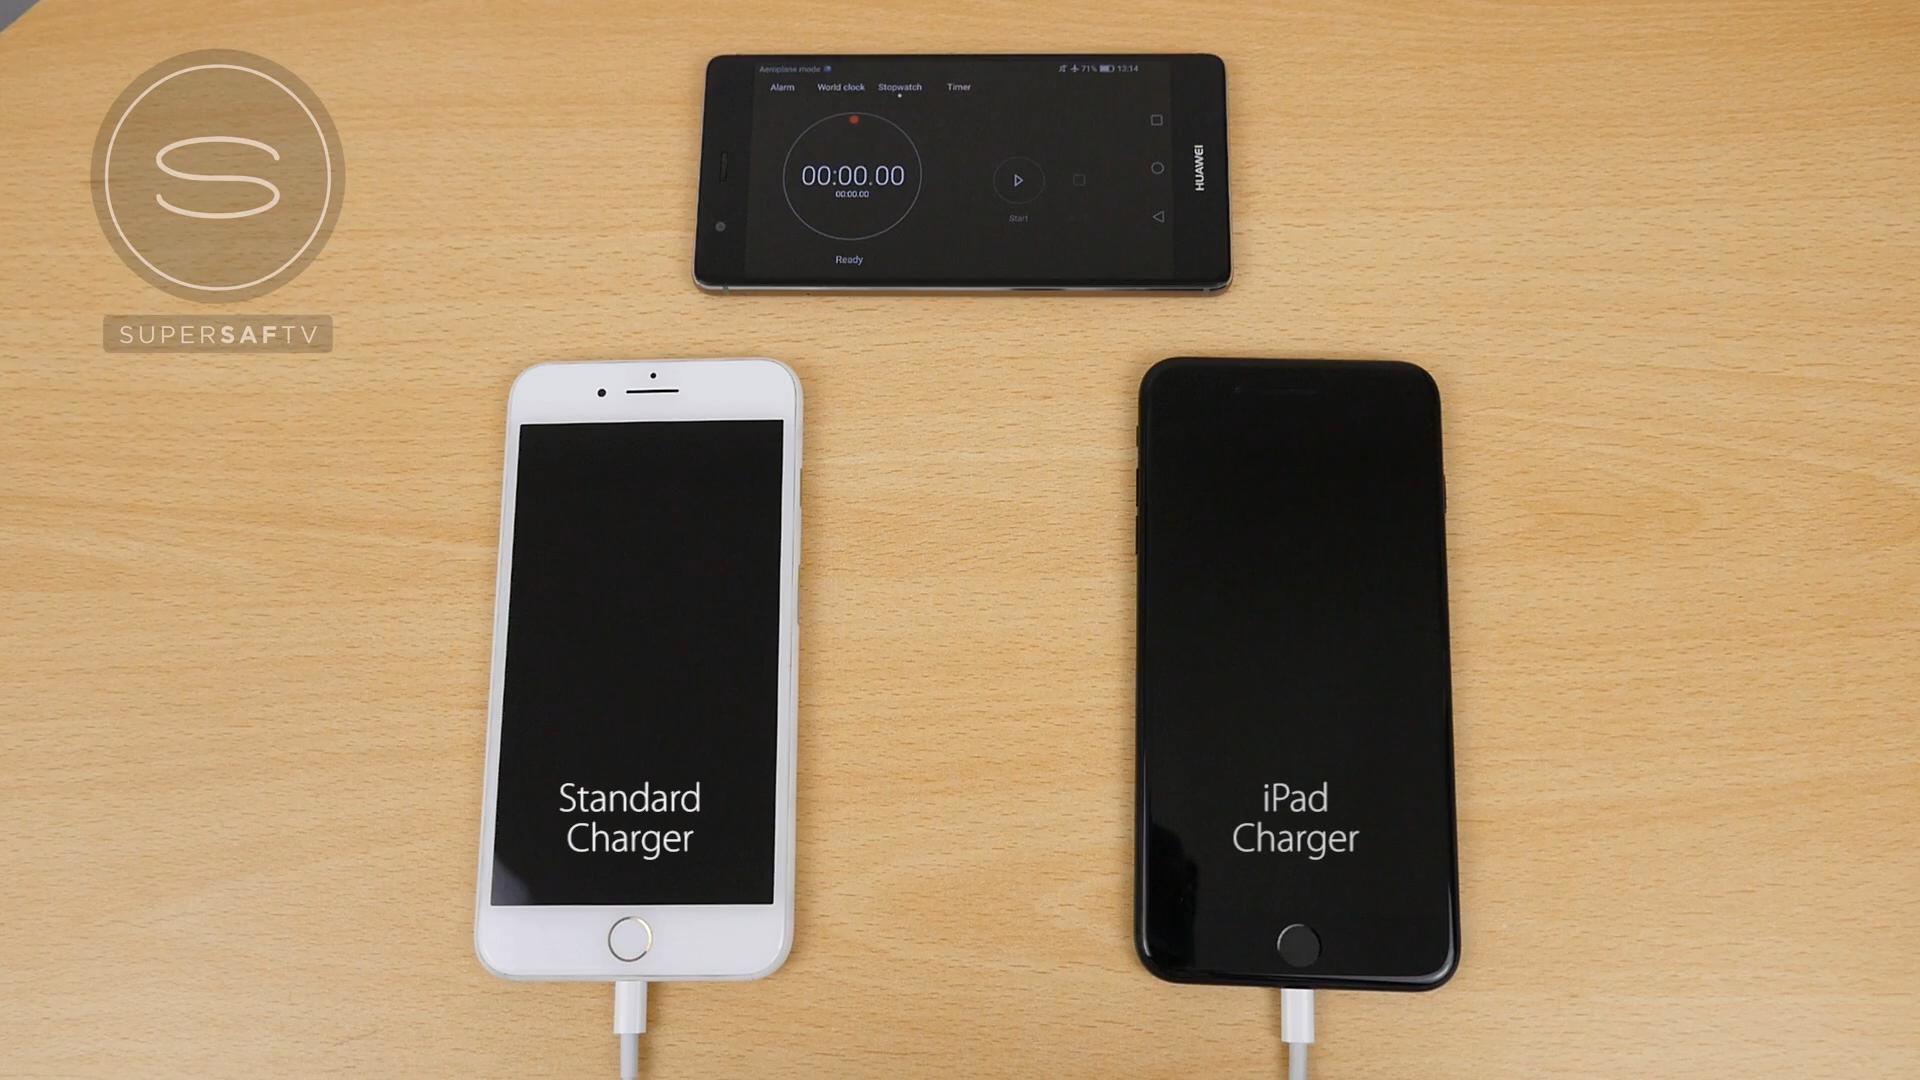 Aeroplane mode
71% 13:14
Alarm World clock Stopwatch Timer
00:00.00
00:00.00
Start
Ready
HUAWEI
SUPERSAFTV
Standard
Charger
iPad
Charger